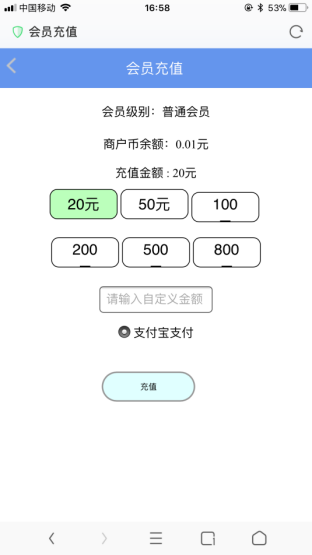 中国移动 16:58 53%
会员充值
会员充值
会员级别：普通会员
商户币余额：0.01元
充值金额 : 20元
20元 50元 100
200 500 800
请输入自定义金额
支付宝支付
充值